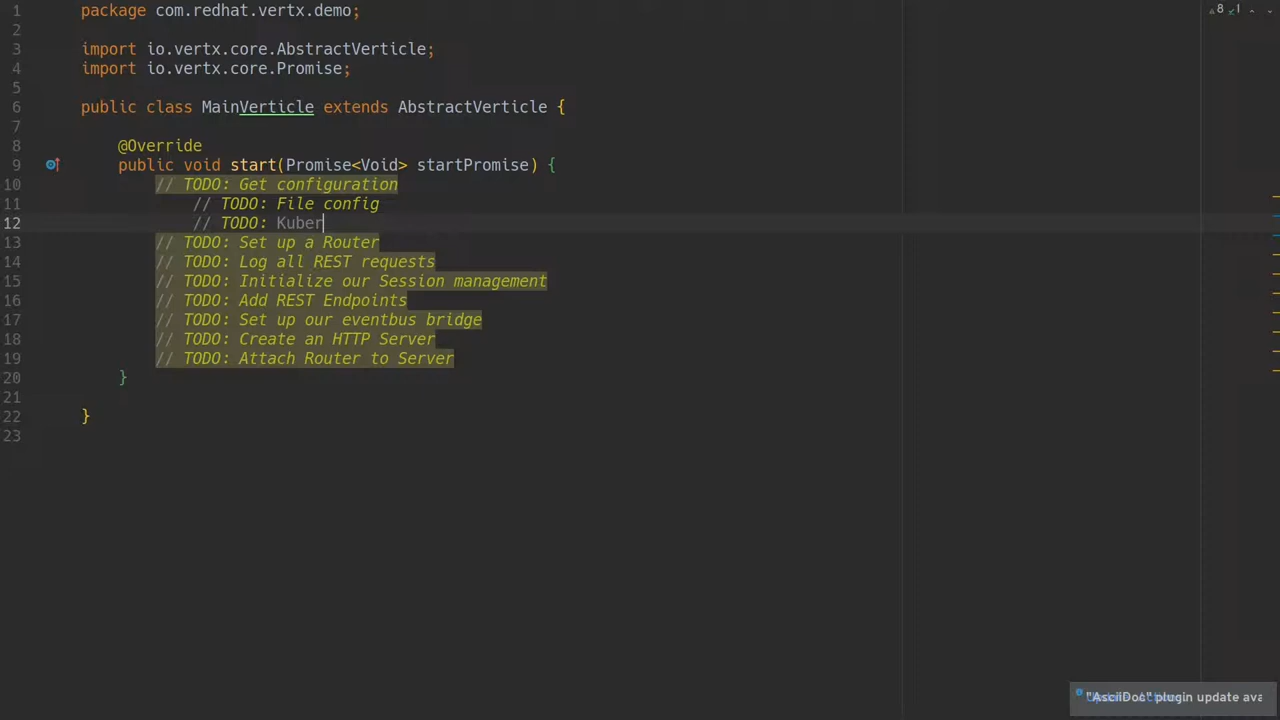 1 package com.redhat.vertx.demo;
2
3 import io.vertx.core.AbstractVerticle;
4 import io.vertx.core.Promise;
5
6 public class MainVerticle extends AbstractVerticle {
7
8 @Override
9 public void start(Promise<Void> startPromise) {
10 // TODO: Get configuration
11 // TODO: File config
12 // TODO: Kuber
13 // TODO: Set up a Router
14 // TODO: Log all REST requests
15 // TODO: Initialize our Session management
16 // TODO: Add REST Endpoints
17 // TODO: Set up our eventbus bridge
18 // TODO: Create an HTTP Server
19 // TODO: Attach Router to Server
20 }
21
22 }
23
8 1
"AsciiDoc" plugin update ava